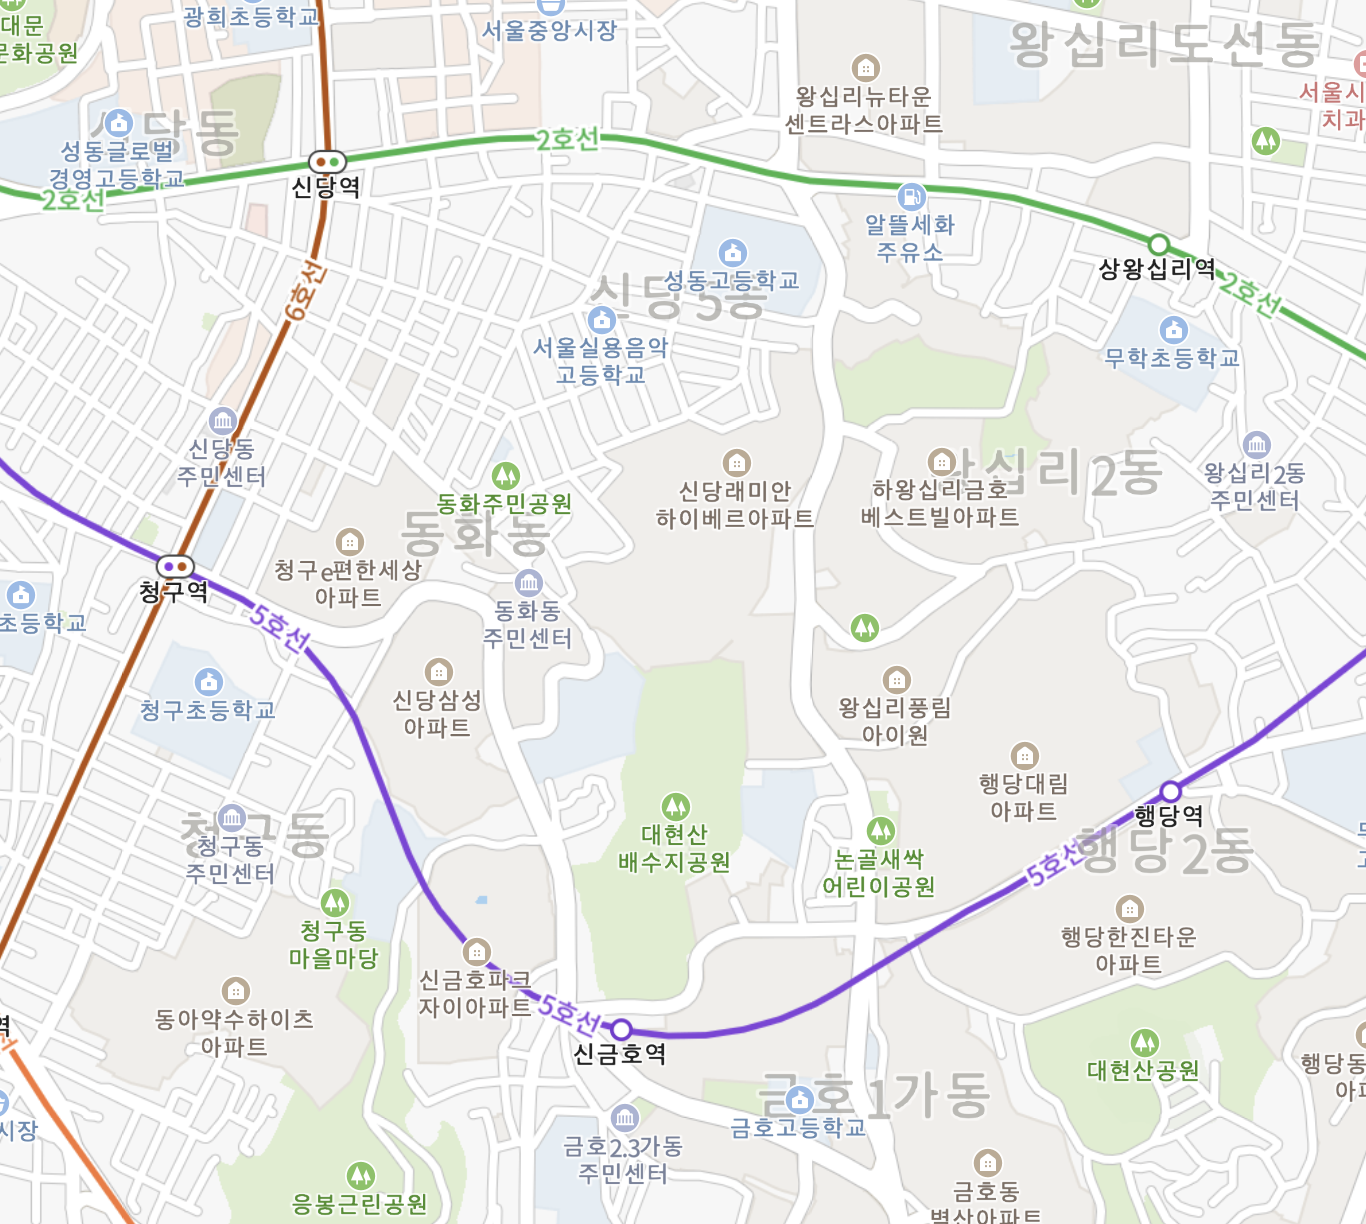 대문
문화공원
광희초등학교
서울중앙시장
왕십리도선동
왕십리뉴타운
센트라스아파트
서울시
치과
신당동
성동글로벌
경영고등학교
2호선
2호선
신당역
알뜰세화
주유소
상왕십리역
2호선
6호선
성동고등학교
신당5동
서울실용음악
고등학교
무학초등학교
신당동
주민센터
동화주민공원
동화동
신당래미안
하이베르아파트
왕십리2동
하왕십리금호
베스트빌아파트
왕십리2동
주민센터
청구e편한세상
아파트
청구역
초등학교
5호선
동화동
주민센터
신당삼성
아파트
청구초등학교
왕십리풍림
아이원
행당대림
아파트
행당역
행당2동
5호선
청구동
청구동
주민센터
대현산
배수지공원
논골새싹
어린이공원
청구동
마을마당
행당한진타운
아파트
신금호파크
자이아파트
5호선
신금호역
동아약수하이츠
아파트
역
대현산공원
행당동
금호1가동
금호고등학교
시장
금호2.3가동
주민센터
응봉근린공원
금호동
벽산아파트